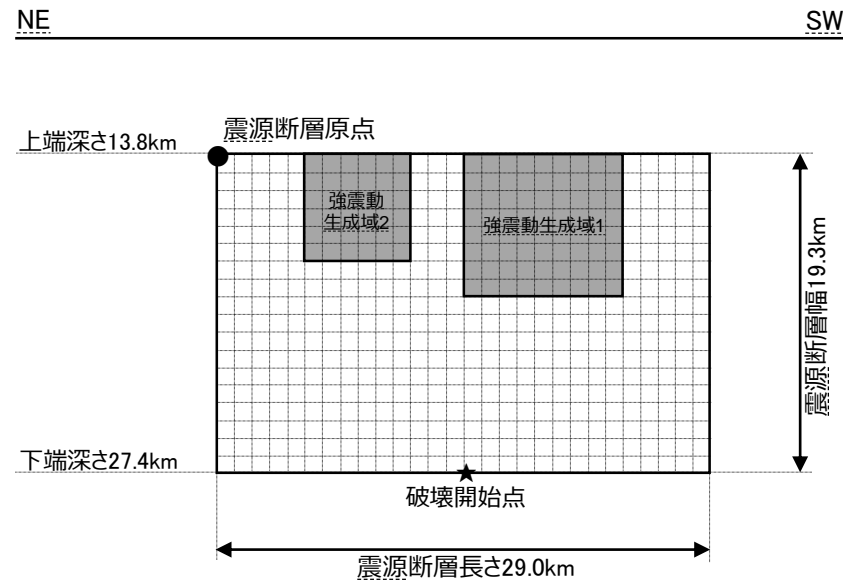 NE
SW
震源断層原点
上端深さ13.8km
強震動
生成域2
強震動生成域1
震源断層幅19.3km
下端深さ27.4km
破壊開始点
震源断層長さ29.0km